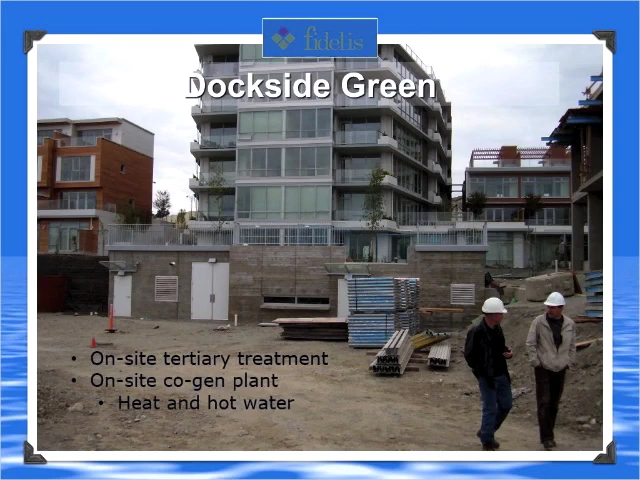 fidelis
Dockside Green
• On-site tertiary treatment
• On-site co-gen plant
• Heat and hot water